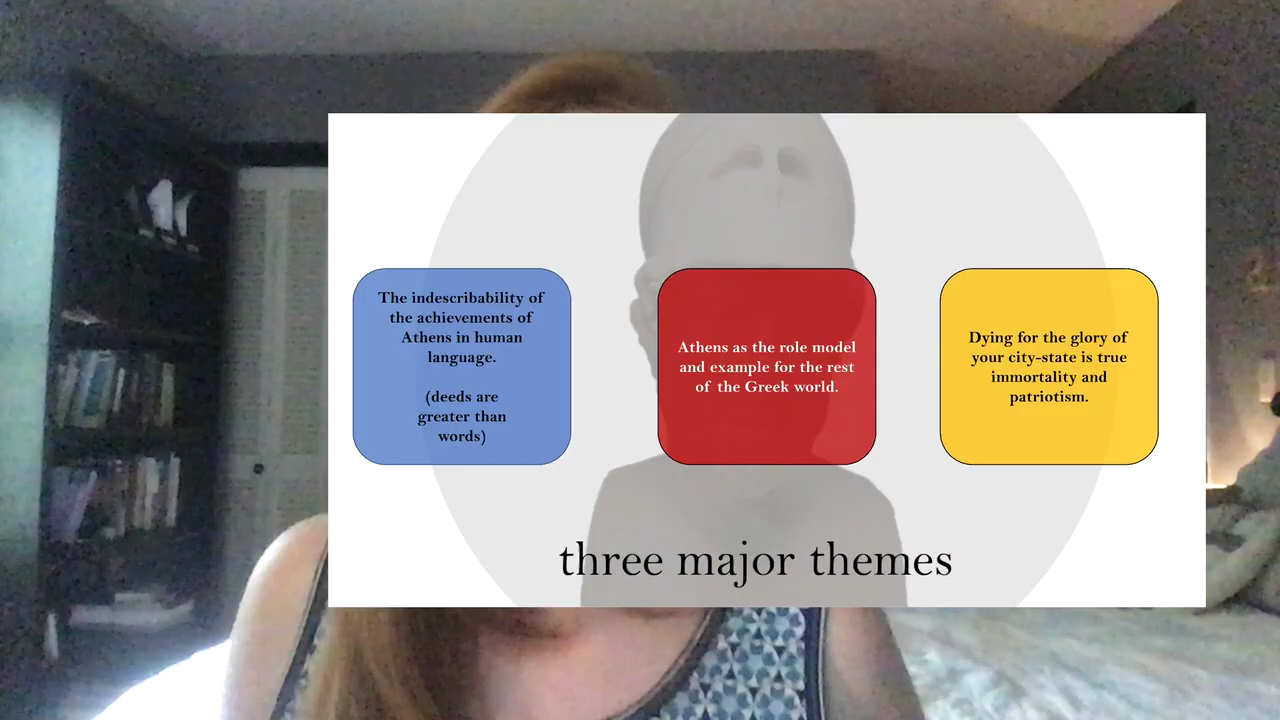 The indescribability of
the achievements of
Athens in human
language.
(deeds are
greater than
words)
Athens as the role model
and example for the rest
of the Greek world.
Dying for the glory of
your city-state is true
immortality and
patriotism.
three major themes